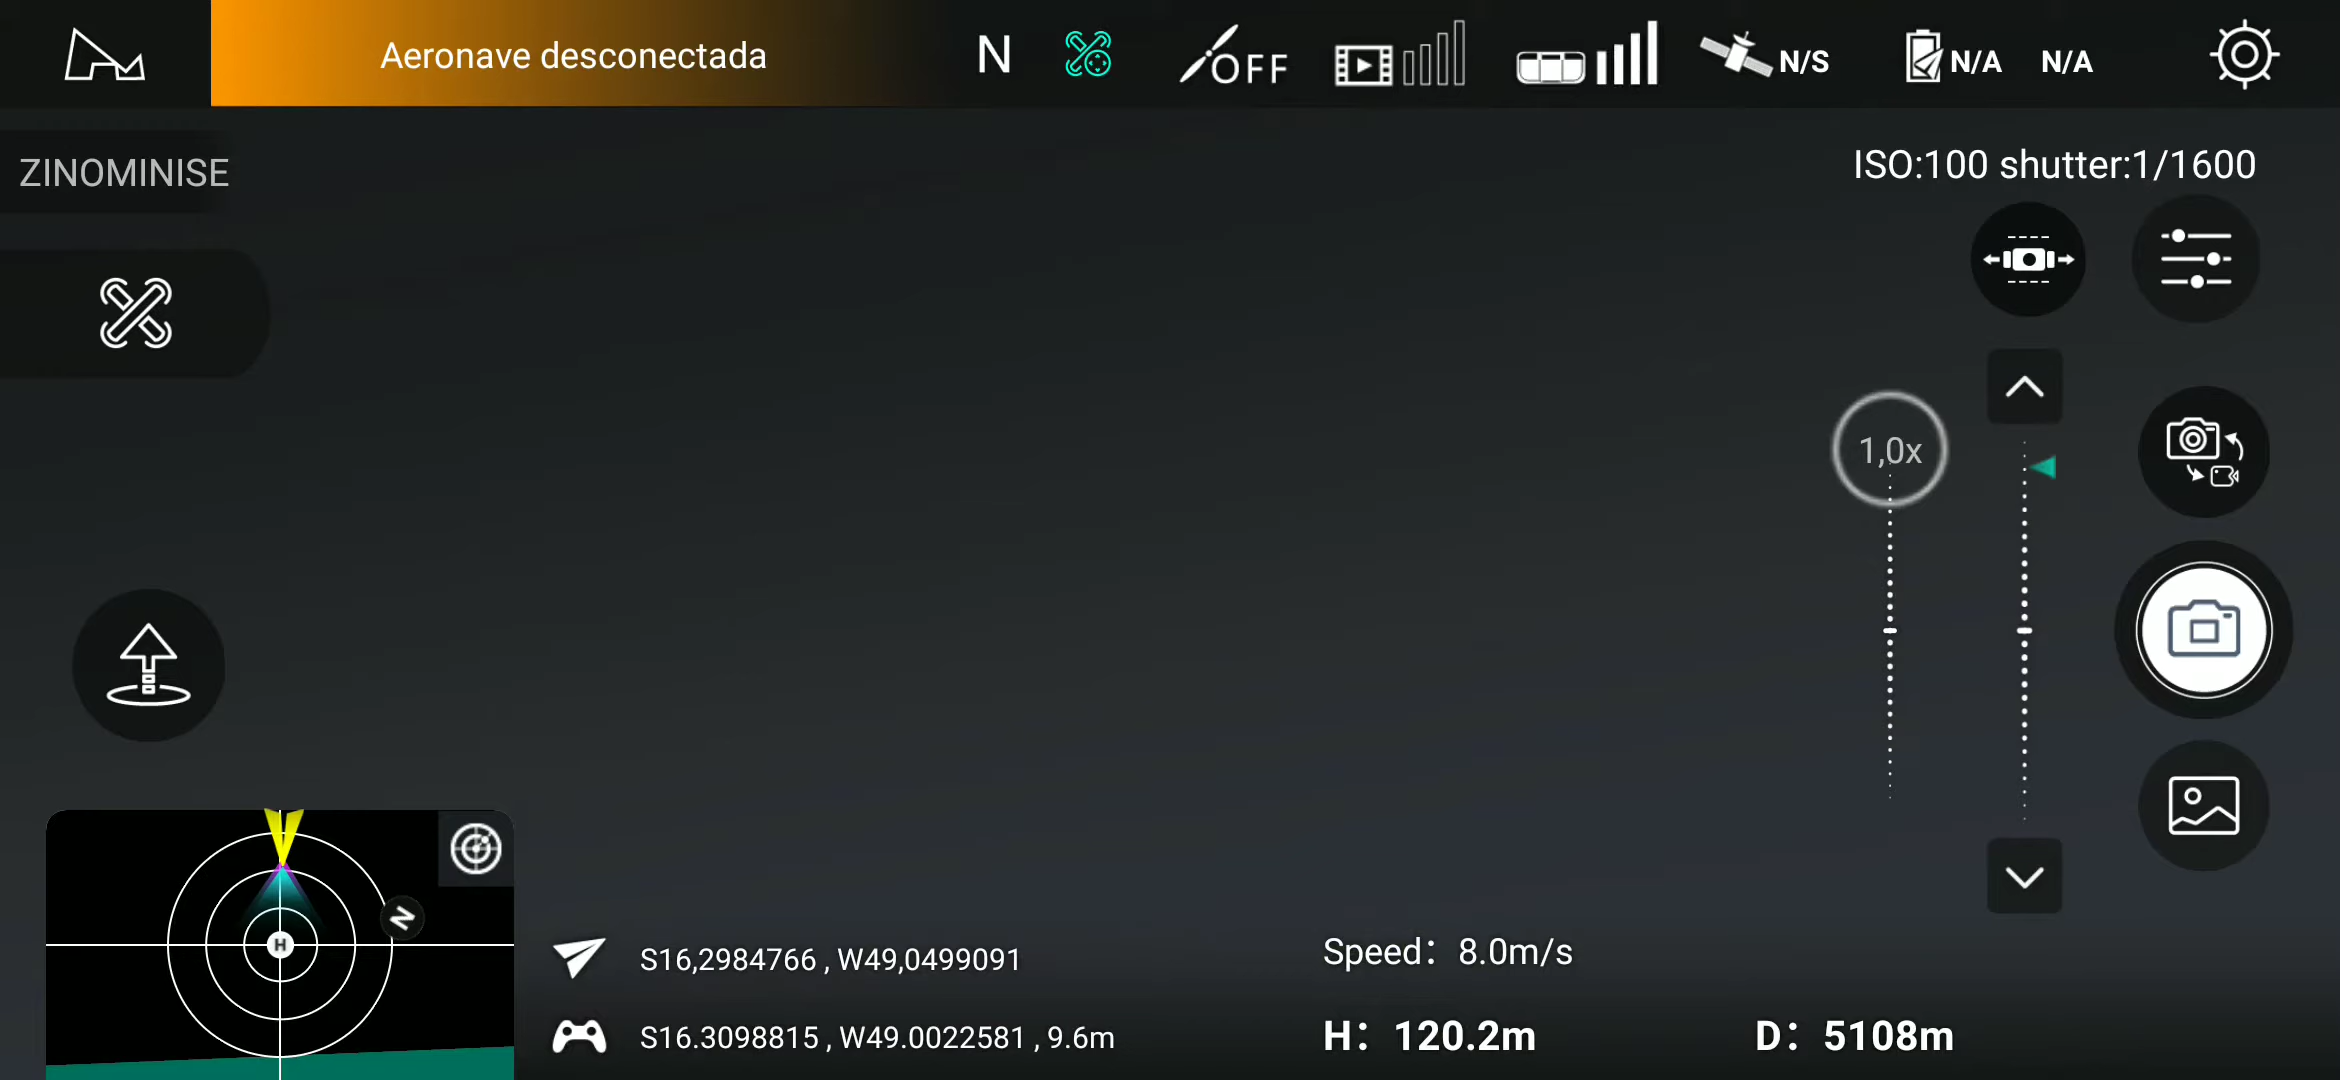 Aeronave desconectada
N
OFF
N/S
N/A
N/A
ZINOMINISE
ISO:100 shutter:1/1600
1,0x
N
H
S16,2984766 , W49,0499091
Speed: 8.0m/s
S16.3098815 , W49.0022581 , 9.6m
H: 120.2m
D: 5108m